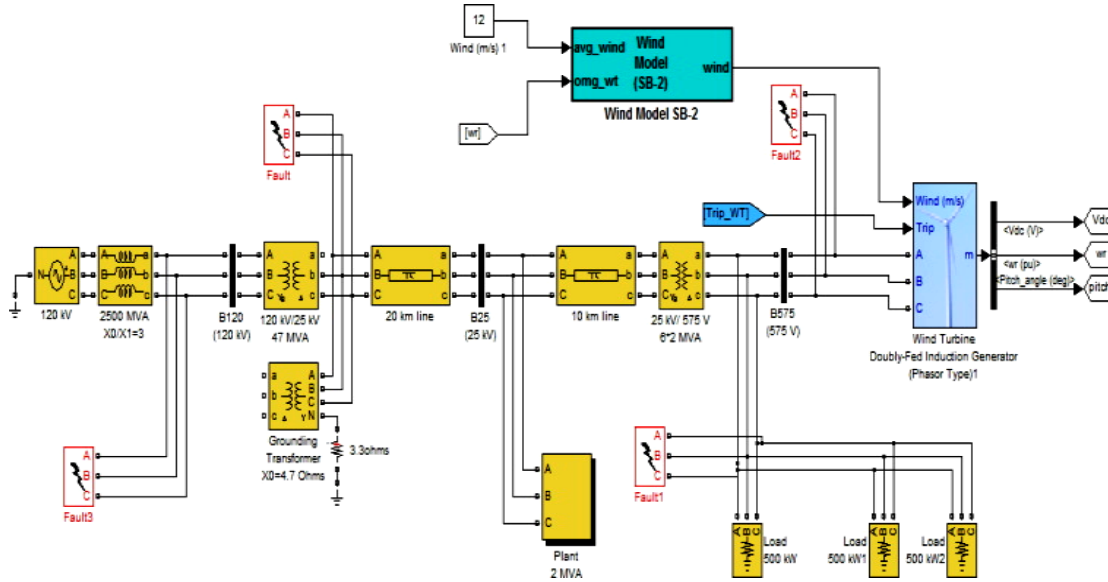 12
Wind (m/s) 1
avg_wind
omg_wt
Wind
Model
(SB-2)
wind
Wind Model SB-2
[wr]
A
B
C
Fault
A
B
C
Fault2
[Trip_WT]
Wind (m/s)
Trip
A
B
C
m
<Vdc (V)>
<wr (pu)>
<Pitch_angle (deg)>
Vdc
wr
pitch
Wind Turbine
Doubly-Fed Induction Generator
(Phasor Type)1
N
A
B
C
120 kV
A
B
C
a
b
c
2500 MVA
X0/X1=3
B120
(120 kV)
A
B
C
a
b
c
120 kV/25 kV
47 MVA
A
B
C
a
b
c
20 km line
B25
(25 kV)
A
B
C
a
b
c
10 km line
A
B
C
a
b
c
25 kV/ 575 V
6*2 MVA
B575
(575 V)
a
b
c
A
B
C
N
Grounding
Transformer
X0=4.7 Ohms
3.3ohms
A
B
C
Fault3
A
B
C
Plant
2 MVA
A
B
C
Fault1
A B C
Load
500 kW
A B C
Load
500 kW1
A B C
Load
500 kW2